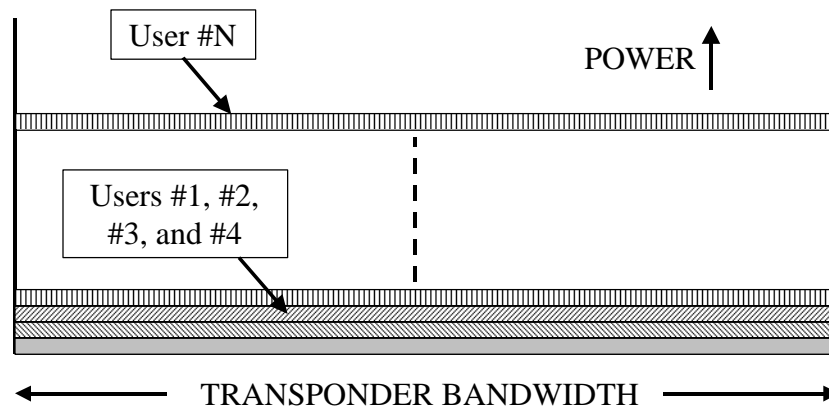 User #N
POWER
Users #1, #2,
#3, and #4
TRANSPONDER BANDWIDTH